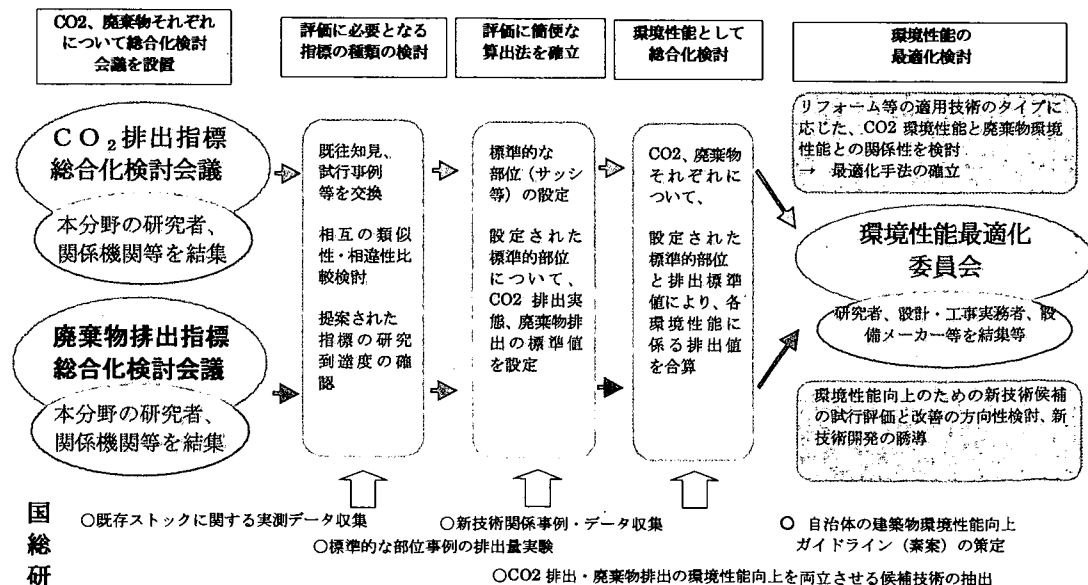 CO2、廃棄物それぞれ
について総合化検討
会議を設置
評価に必要となる
指標の種類の検討
評価に簡便な
算出法を確立
環境性能として
総合化検討
環境性能の
最適化検討
CO₂排出指標
総合化検討会議
本分野の研究者、
関係機関等を結集
廃棄物排出指標
総合化検討会議
本分野の研究者、
関係機関等を結集
既往知見、
試行事例
等を交換
相互の類似
性・相違性比
較検討
提案された
指標の研究
到達度の確
認
標準的な
部位（サッシ
等）の設定
設定された
標準的部位
について、
CO2 排出実
態、廃棄物排
出の標準値
を設定
CO2、廃棄物
それぞれに
ついて、
設定された
標準的部位
と排出標準
値により、各
環境性能に
係る排出値
を合算
リフォーム等の適用技術のタイプに
応じた、CO2 環境性能と廃棄物環境
性能との関係性を検討
→ 最適化手法の確立
環境性能最適化
委員会
研究者、設計・工事実務者、設
備メーカー等を結集等
環境性能向上のための新技術候補
の試行評価と改善の方向性検討、新
技術開発の誘導
国総研
○既存ストックに関する実測データ収集
○新技術関係事例・データ収集
○標準的な部位事例の排出量実験
○ 自治体の建築物環境性能向上
ガイドライン（素案）の策定
○CO2 排出・廃棄物排出の環境性能向上を両立させる候補技術の抽出